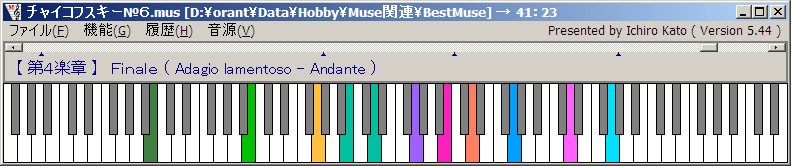 チャイコフスキー№6.mus [D:¥orant¥Data¥Hobby¥Muse関連¥BestMuse] → 41: 23
ファイル(F) 機能(G) 履歴(H) 音源(V) Presented by Ichiro Kato ( Version 5.44 )
【 第4楽章 】 Finale ( Adagio lamentoso - Andante )